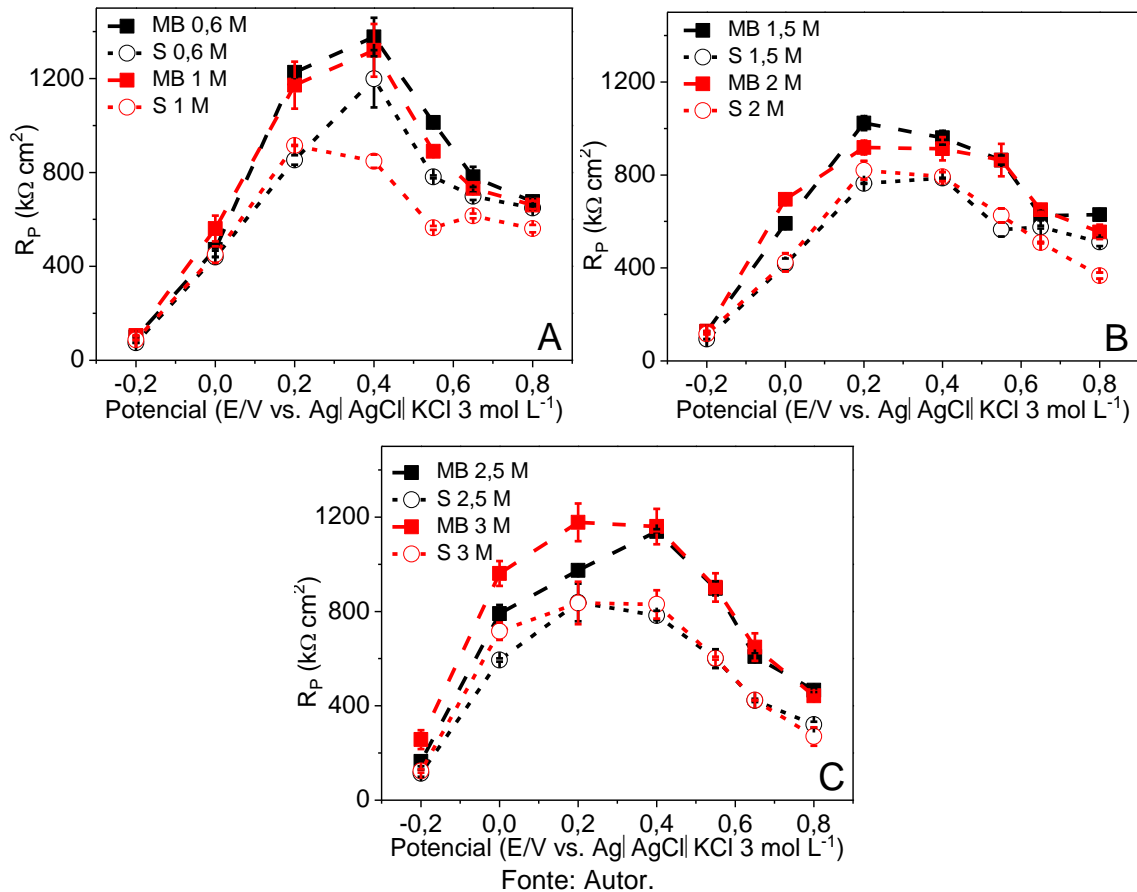 MB 0,6 M
S 0,6 M
MB 1 M
S 1 M
1200
800
400
0
R_P (kΩ cm²)
A
-0,2 0,0 0,2 0,4 0,6 0,8
Potencial (E/V vs. Ag| AgCl| KCl 3 mol L⁻¹)
MB 1,5 M
S 1,5 M
MB 2 M
S 2 M
1200
800
400
0
R_P (kΩ cm²)
B
-0,2 0,0 0,2 0,4 0,6 0,8
Potencial (E/V vs. Ag| AgCl| KCl 3 mol L⁻¹)
MB 2,5 M
S 2,5 M
MB 3 M
S 3 M
1200
800
400
0
R_P (kΩ cm²)
C
-0,2 0,0 0,2 0,4 0,6 0,8
Potencial (E/V vs. Ag| AgCl| KCl 3 mol L⁻¹)
Fonte: Autor.